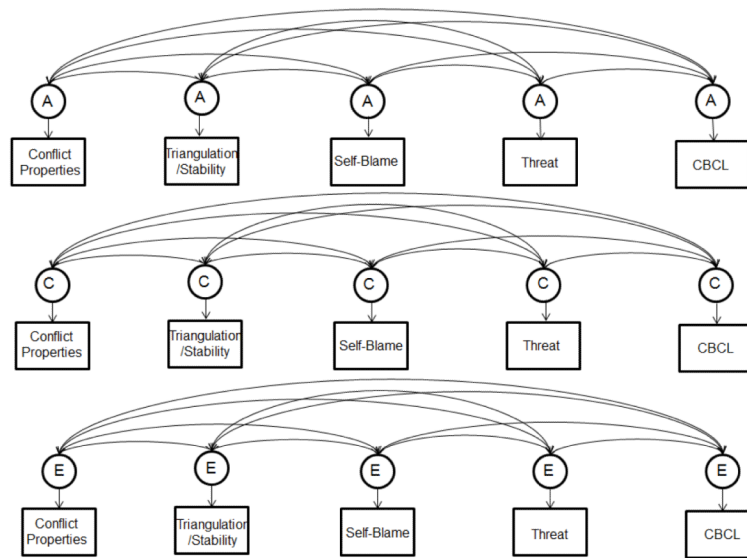 A A A A A
Conflict
Properties
Triangulation
/Stability
Self-Blame
Threat
CBCL
C C C C C
Conflict
Properties
Triangulation
/Stability
Self-Blame
Threat
CBCL
E E E E E
Conflict
Properties
Triangulation
/Stability
Self-Blame
Threat
CBCL